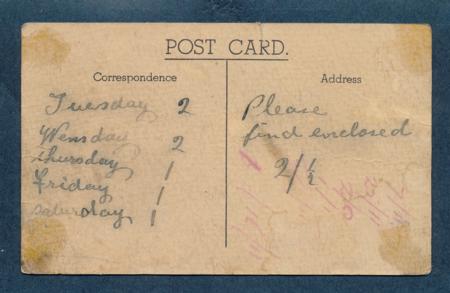 POST CARD.
Correspondence
Tuesday 2
Wensday 2
thursday 1
friday 1
saturday 1
Address
Please
find enclosed
2/½